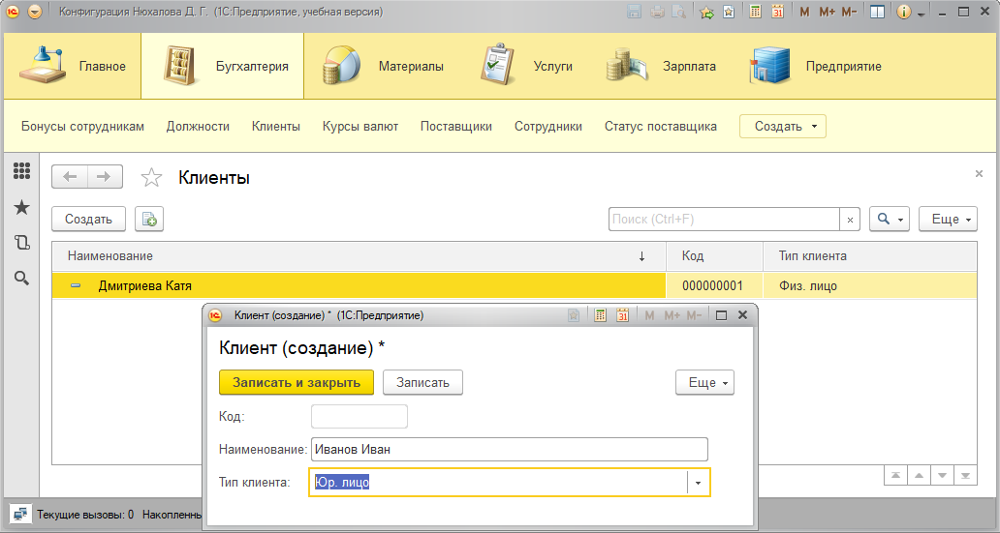 Конфигурация Нюхалова Д. Г. (1С:Предприятие, учебная версия)
M M+ M-
Главное Бугхалтерия Материалы Услуги Зарплата Предприятие
Бонусы сотрудникам Должности Клиенты Курсы валют Поставщики Сотрудники Статус поставщика Создать
Клиенты
Создать Поиск (Ctrl+F) Еще
Наименование Код Тип клиента
Дмитриева Катя 000000001 Физ. лицо
Клиент (создание) * (1С:Предприятие) M M+ M-
Клиент (создание) *
Записать и закрыть Записать Еще
Код:
Наименование: Иванов Иван
Тип клиента: Юр. лицо
Текущие вызовы: 0 Накопленны